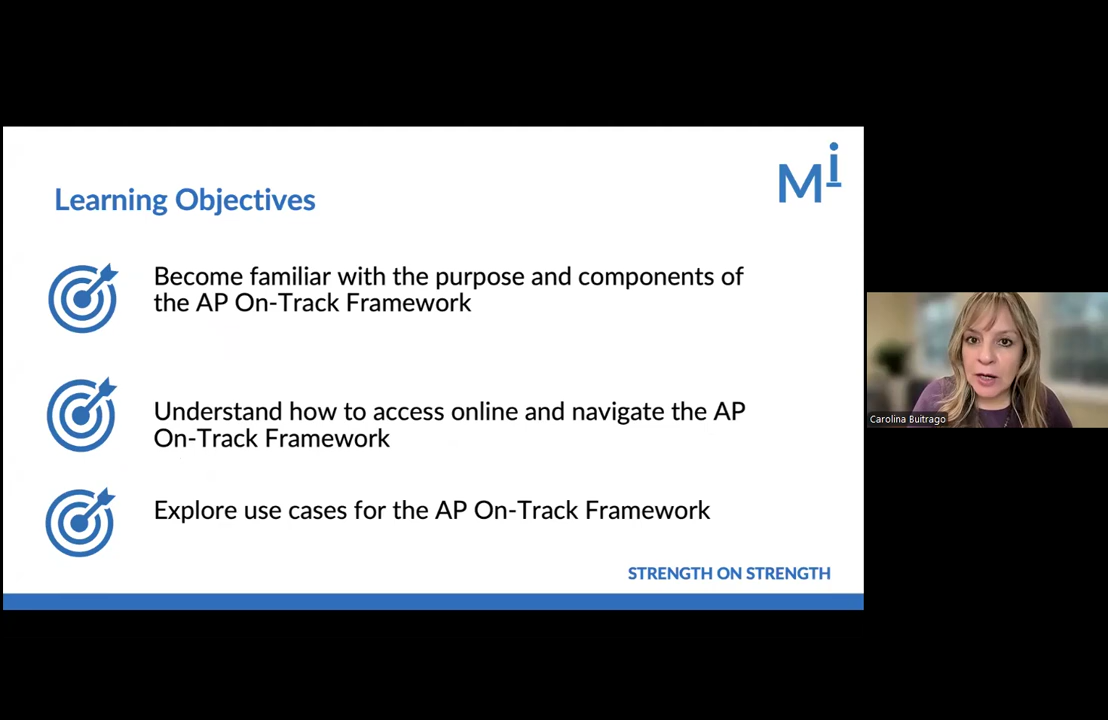 Mi
Learning Objectives
Become familiar with the purpose and components of
the AP On-Track Framework
Understand how to access online and navigate the AP
On-Track Framework
Explore use cases for the AP On-Track Framework
STRENGTH ON STRENGTH
Carolina Buitrago